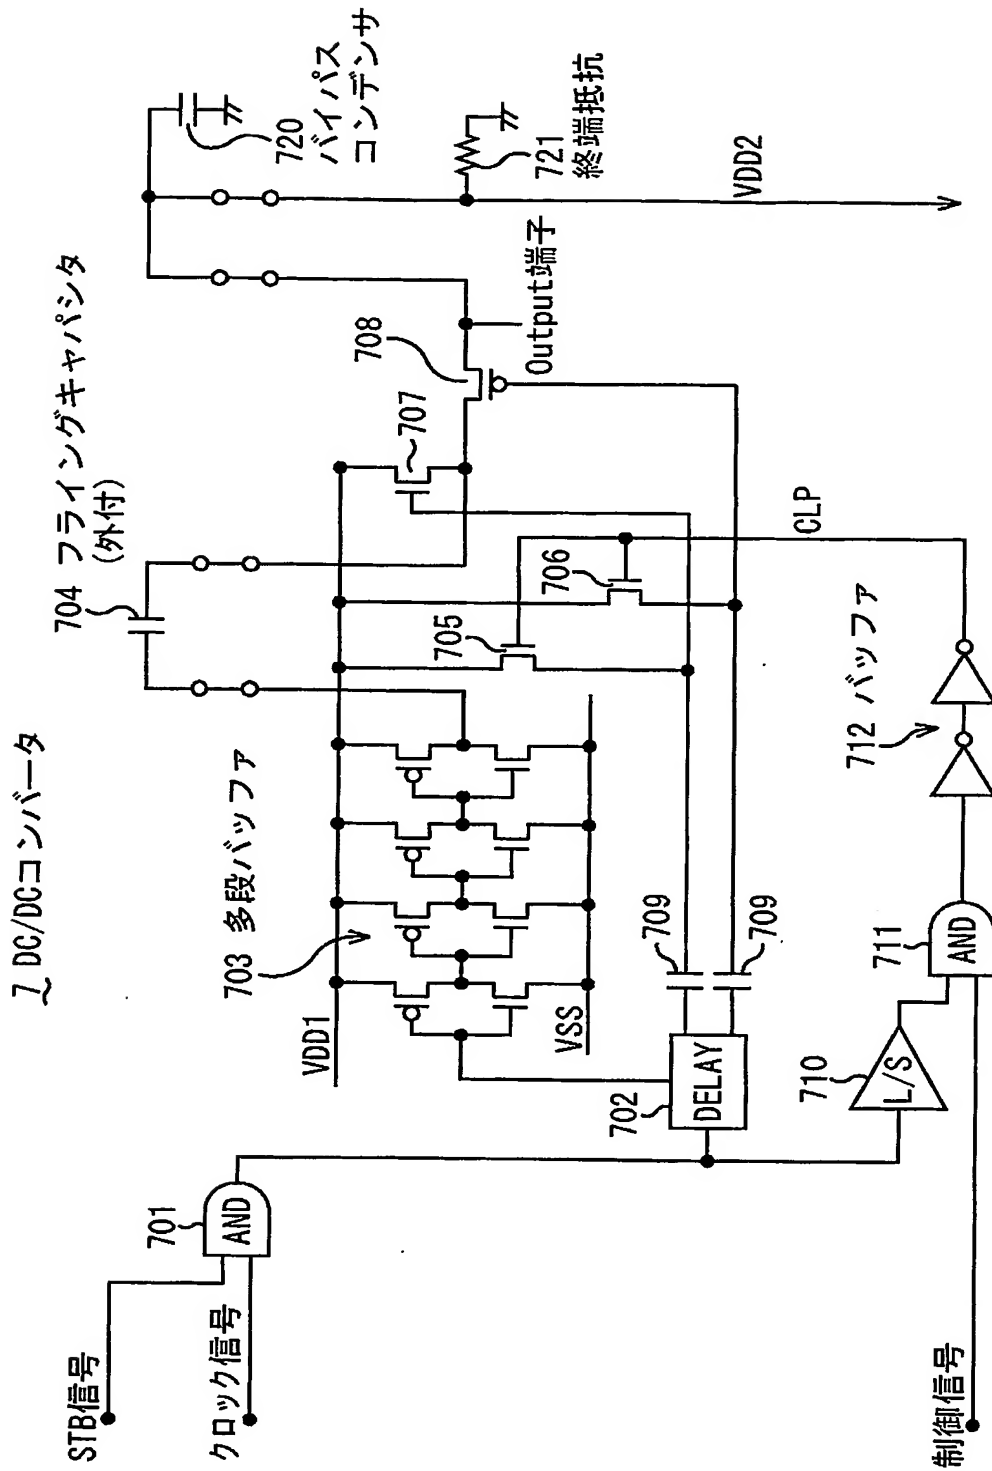 7 DC/DCコンバータ
704 フライングキャパシタ
(外付)
720
バイパス
コンデンサ
703 多段バッファ
VDD1
VSS
705
706
707
708
Output端子
721
終端抵抗
VDD2
STB信号
クロック信号
701
AND
702
DELAY
709
709
CLP
710
L/S
711
AND
712 バッファ
制御信号